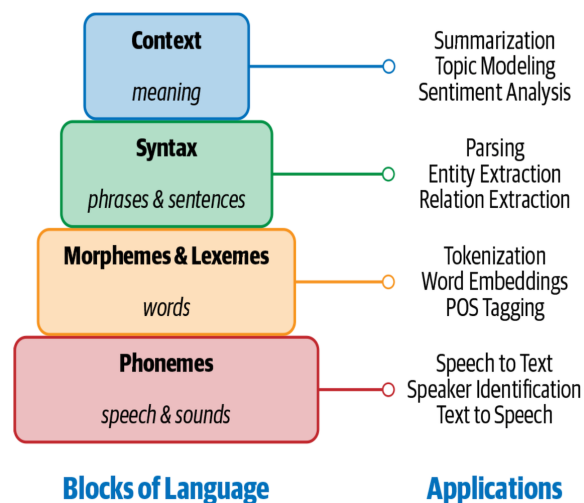 Context
meaning
Summarization
Topic Modeling
Sentiment Analysis
Syntax
phrases & sentences
Parsing
Entity Extraction
Relation Extraction
Morphemes & Lexemes
words
Tokenization
Word Embeddings
POS Tagging
Phonemes
speech & sounds
Speech to Text
Speaker Identification
Text to Speech
Blocks of Language
Applications